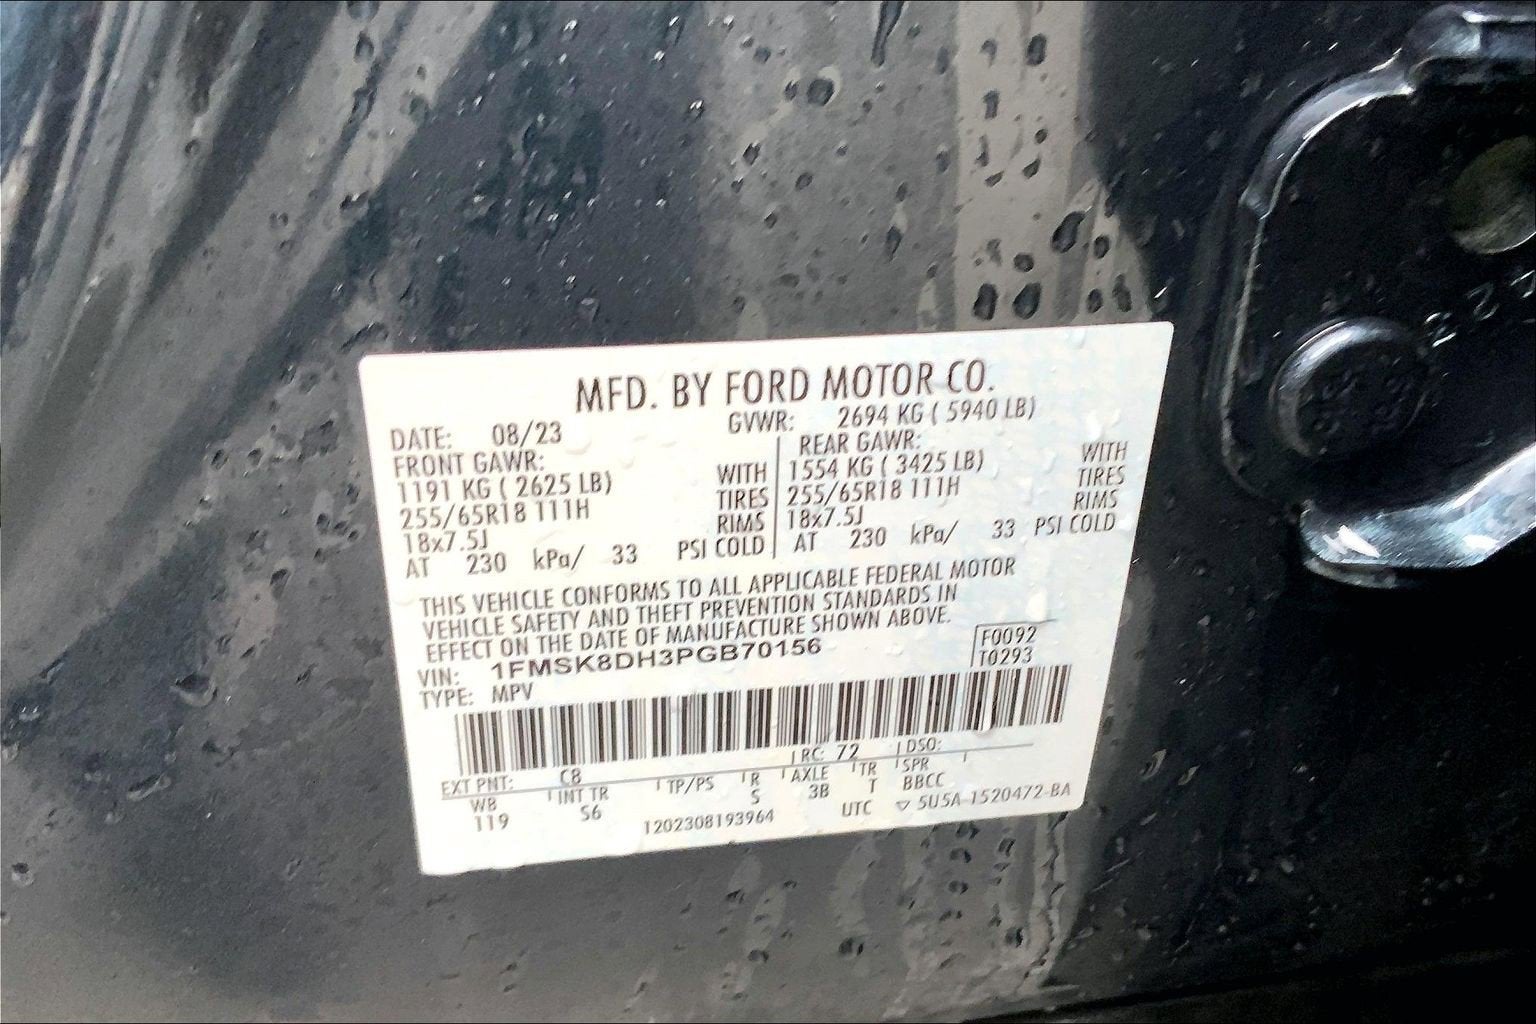 MFD. BY FORD MOTOR CO.
DATE: 08/23 GVWR: 2694 KG ( 5940 LB)
FRONT GAWR: REAR GAWR:
1191 KG ( 2625 LB) WITH 1554 KG ( 3425 LB) WITH
255/65R18 111H TIRES 255/65R18 111H TIRES
18x7.5J RIMS 18x7.5J RIMS
AT 230 kPa/ 33 PSI COLD AT 230 kPa/ 33 PSI COLD
THIS VEHICLE CONFORMS TO ALL APPLICABLE FEDERAL MOTOR
VEHICLE SAFETY AND THEFT PREVENTION STANDARDS IN
EFFECT ON THE DATE OF MANUFACTURE SHOWN ABOVE.
VIN: 1FMSK8DH3PGB70156 F0092
TYPE: MPV T0293
EXT PNT: C8 RC: 72 DSO:
WB INT TR TP/PS R AXLE TR SPR
119 S6 S 3B T BBCC
1202308193964 UTC ▽ 5U5A-1520472-BA